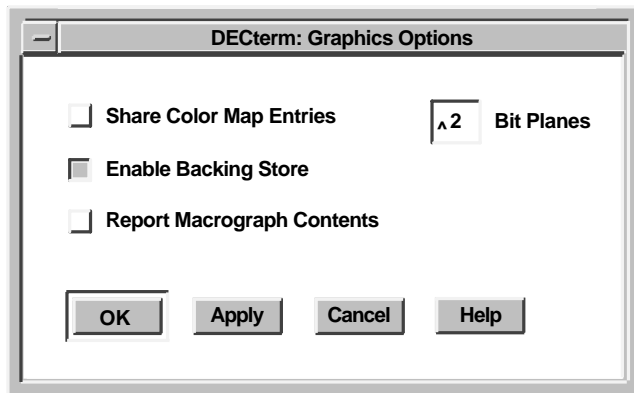 DECterm: Graphics Options
Share Color Map Entries
^2 Bit Planes
Enable Backing Store
Report Macrograph Contents
OK Apply Cancel Help